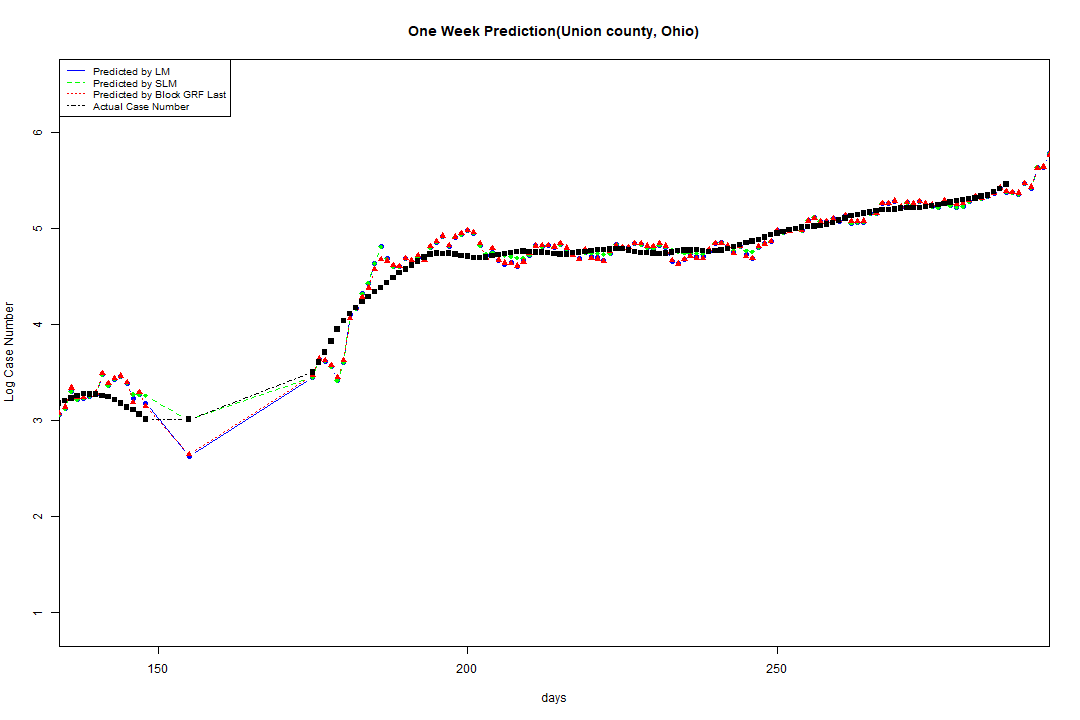 One Week Prediction(Union county, Ohio)
Predicted by LM
Predicted by SLM
Predicted by Block GRF Last
Actual Case Number
Log Case Number
6
5
4
3
2
1
150
200
250
days